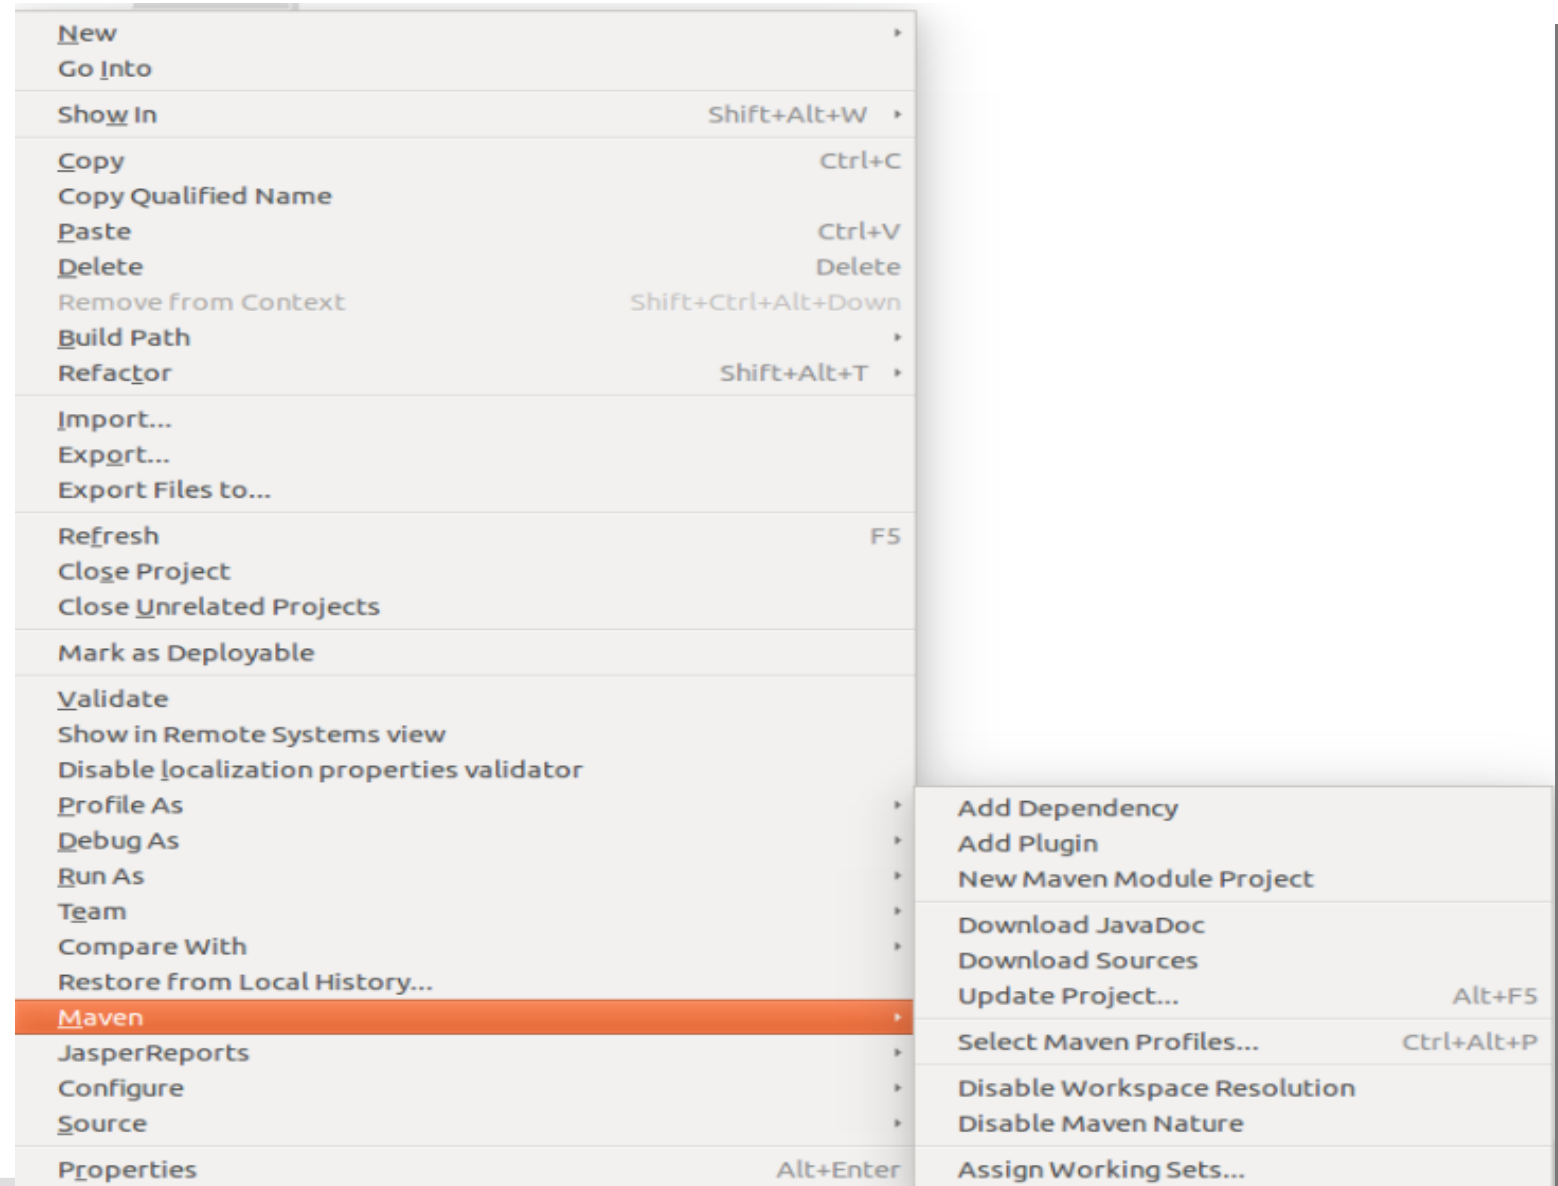 New
Go Into
Show In Shift+Alt+W
Copy Ctrl+C
Copy Qualified Name
Paste Ctrl+V
Delete Delete
Remove from Context Shift+Ctrl+Alt+Down
Build Path
Refactor Shift+Alt+T
Import...
Export...
Export Files to...
Refresh F5
Close Project
Close Unrelated Projects
Mark as Deployable
Validate
Show in Remote Systems view
Disable localization properties validator
Profile As
Debug As
Run As
Team
Compare With
Restore from Local History...
Maven
JasperReports
Configure
Source
Properties Alt+Enter
Add Dependency
Add Plugin
New Maven Module Project
Download JavaDoc
Download Sources
Update Project... Alt+F5
Select Maven Profiles... Ctrl+Alt+P
Disable Workspace Resolution
Disable Maven Nature
Assign Working Sets...